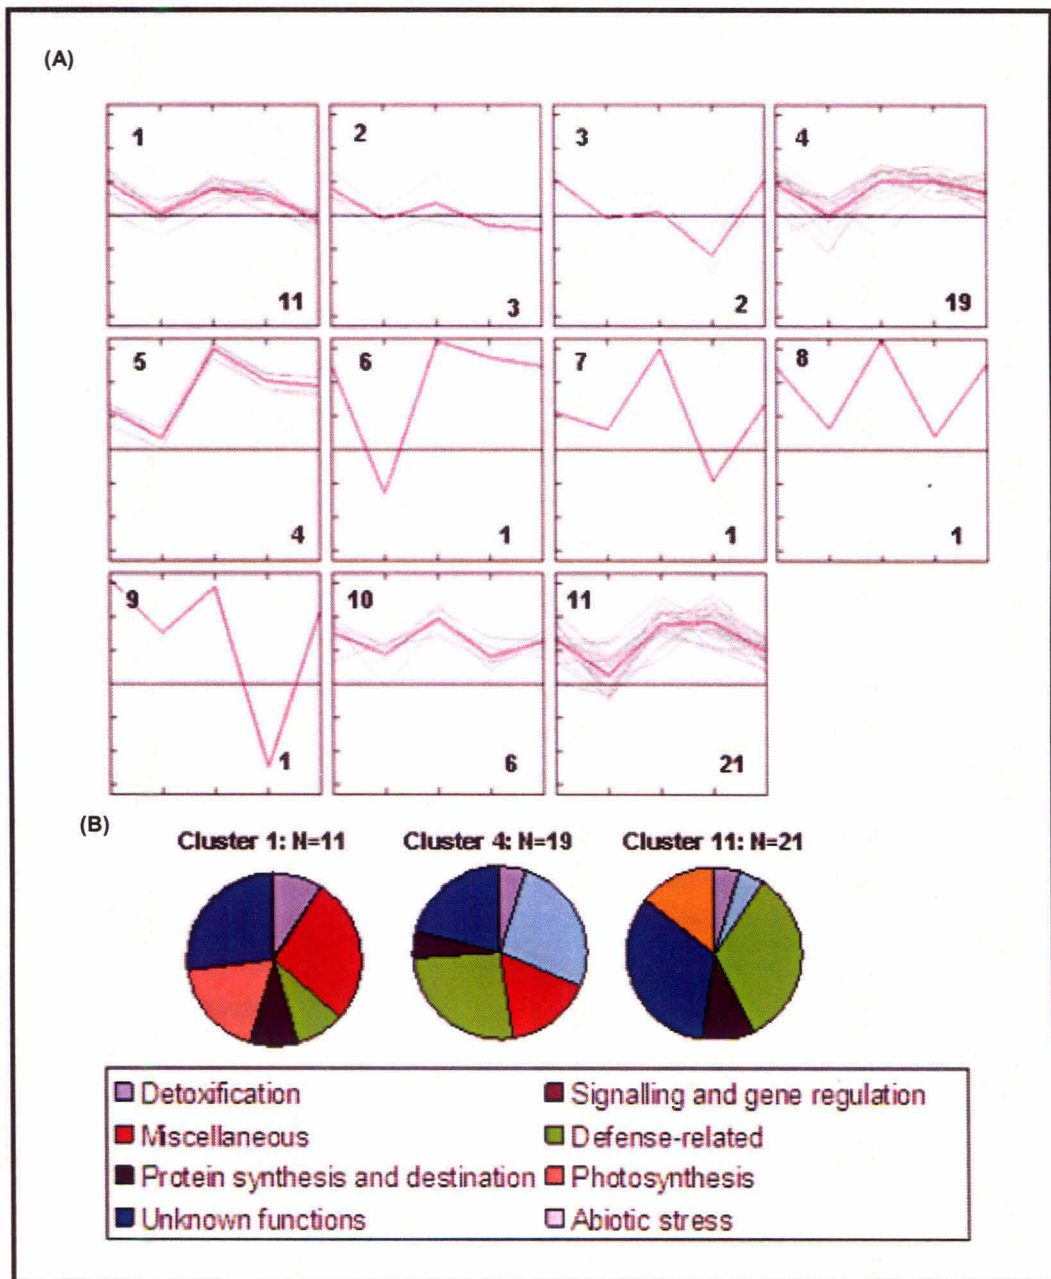 (A)
1
11
2
3
3
2
4
19
5
4
6
1
7
1
8
1
9
1
10
6
11
21
(B)
Cluster 1: N=11
Cluster 4: N=19
Cluster 11: N=21
Detoxification
Signalling and gene regulation
Miscellaneous
Defense-related
Protein synthesis and destination
Photosynthesis
Unknown functions
Abiotic stress